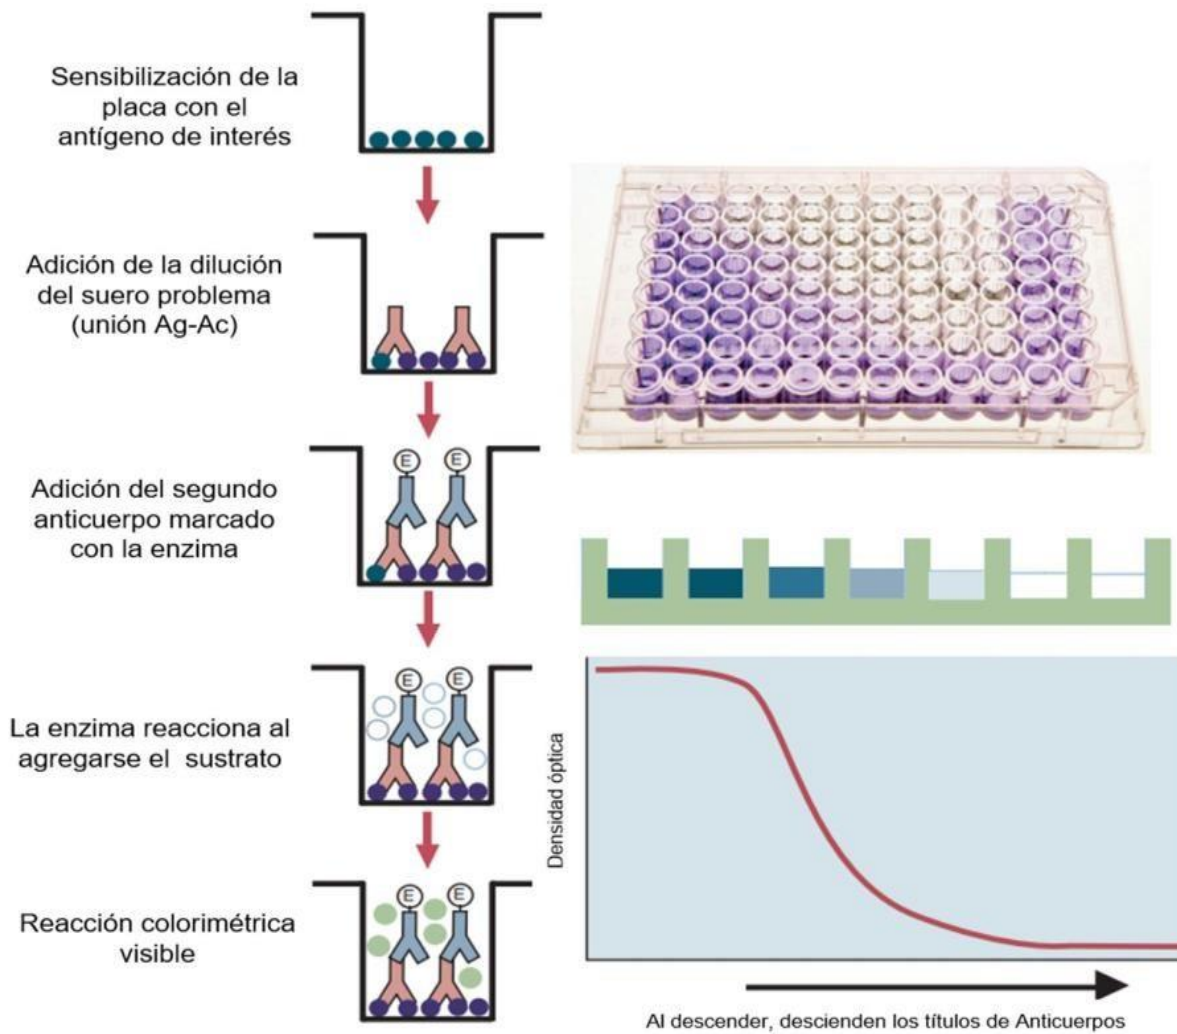 Sensibilización de la
placa con el
antígeno de interés
Adición de la dilución
del suero problema
(unión Ag-Ac)
Adición del segundo
anticuerpo marcado
con la enzima
E
E
La enzima reacciona al
agregarse el sustrato
E
E
Reacción colorimétrica
visible
E
E
Densidad óptica
Al descender, descienden los títulos de Anticuerpos